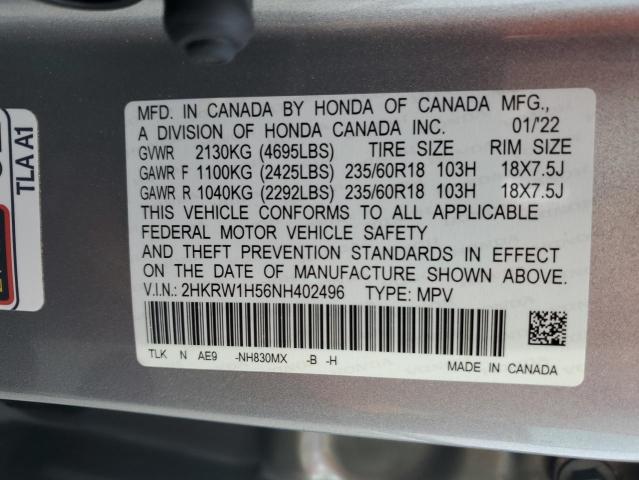 MFD. IN CANADA BY HONDA OF CANADA MFG.,
A DIVISION OF HONDA CANADA INC. 01/'22
GVWR 2130KG (4695LBS) TIRE SIZE RIM SIZE
GAWR F 1100KG (2425LBS) 235/60R18 103H 18X7.5J
GAWR R 1040KG (2292LBS) 235/60R18 103H 18X7.5J
THIS VEHICLE CONFORMS TO ALL APPLICABLE
FEDERAL MOTOR VEHICLE SAFETY
AND THEFT PREVENTION STANDARDS IN EFFECT
ON THE DATE OF MANUFACTURE SHOWN ABOVE.
V.I.N.: 2HKRW1H56NH402496 TYPE: MPV
TLK N AE9 -NH830MX -B -H
MADE IN CANADA
TLA A1